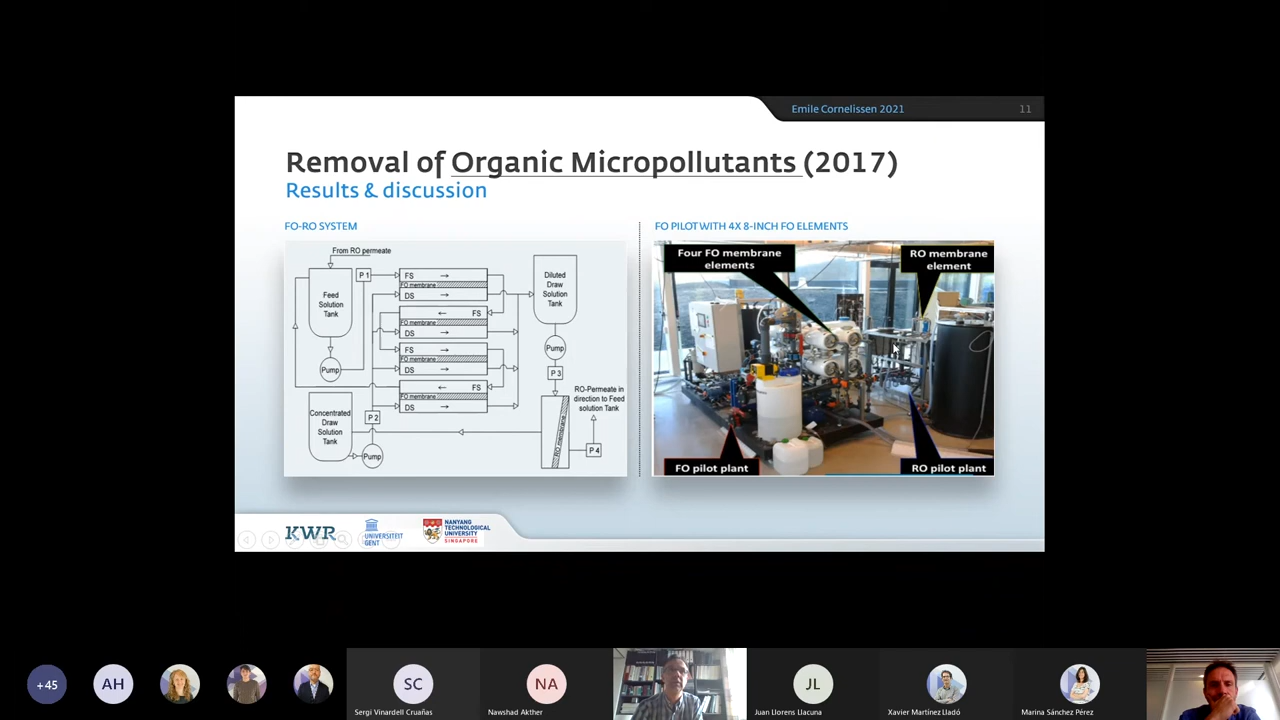 Emile Cornelissen 2021
11
Removal of Organic Micropollutants (2017)
Results & discussion
FO-RO SYSTEM
From RO permeate
Feed
Solution
Tank
P 1
FS
FO membrane
DS
FS
FO membrane
DS
FS
FO membrane
DS
FS
FO membrane
DS
Diluted
Draw
Solution
Tank
Pump
Pump
P 3
RO-Permeate in
direction to Feed
solution Tank
Concentrated
Draw
Solution
Tank
P 2
Pump
RO membrane
P 4
FO PILOT WITH 4X 8-INCH FO ELEMENTS
Four FO membrane
elements
RO membrane
element
FO pilot plant
RO pilot plant
KWR
UNIVERSITEIT
GENT
NANYANG
TECHNOLOGICAL
UNIVERSITY
SINGAPORE
+45
AH
SC
Sergi Vinardell Cruañas
NA
Nawshad Akther
JL
Juan Llorens Llacuna
Xavier Martínez Lladó
Marina Sánchez Pérez